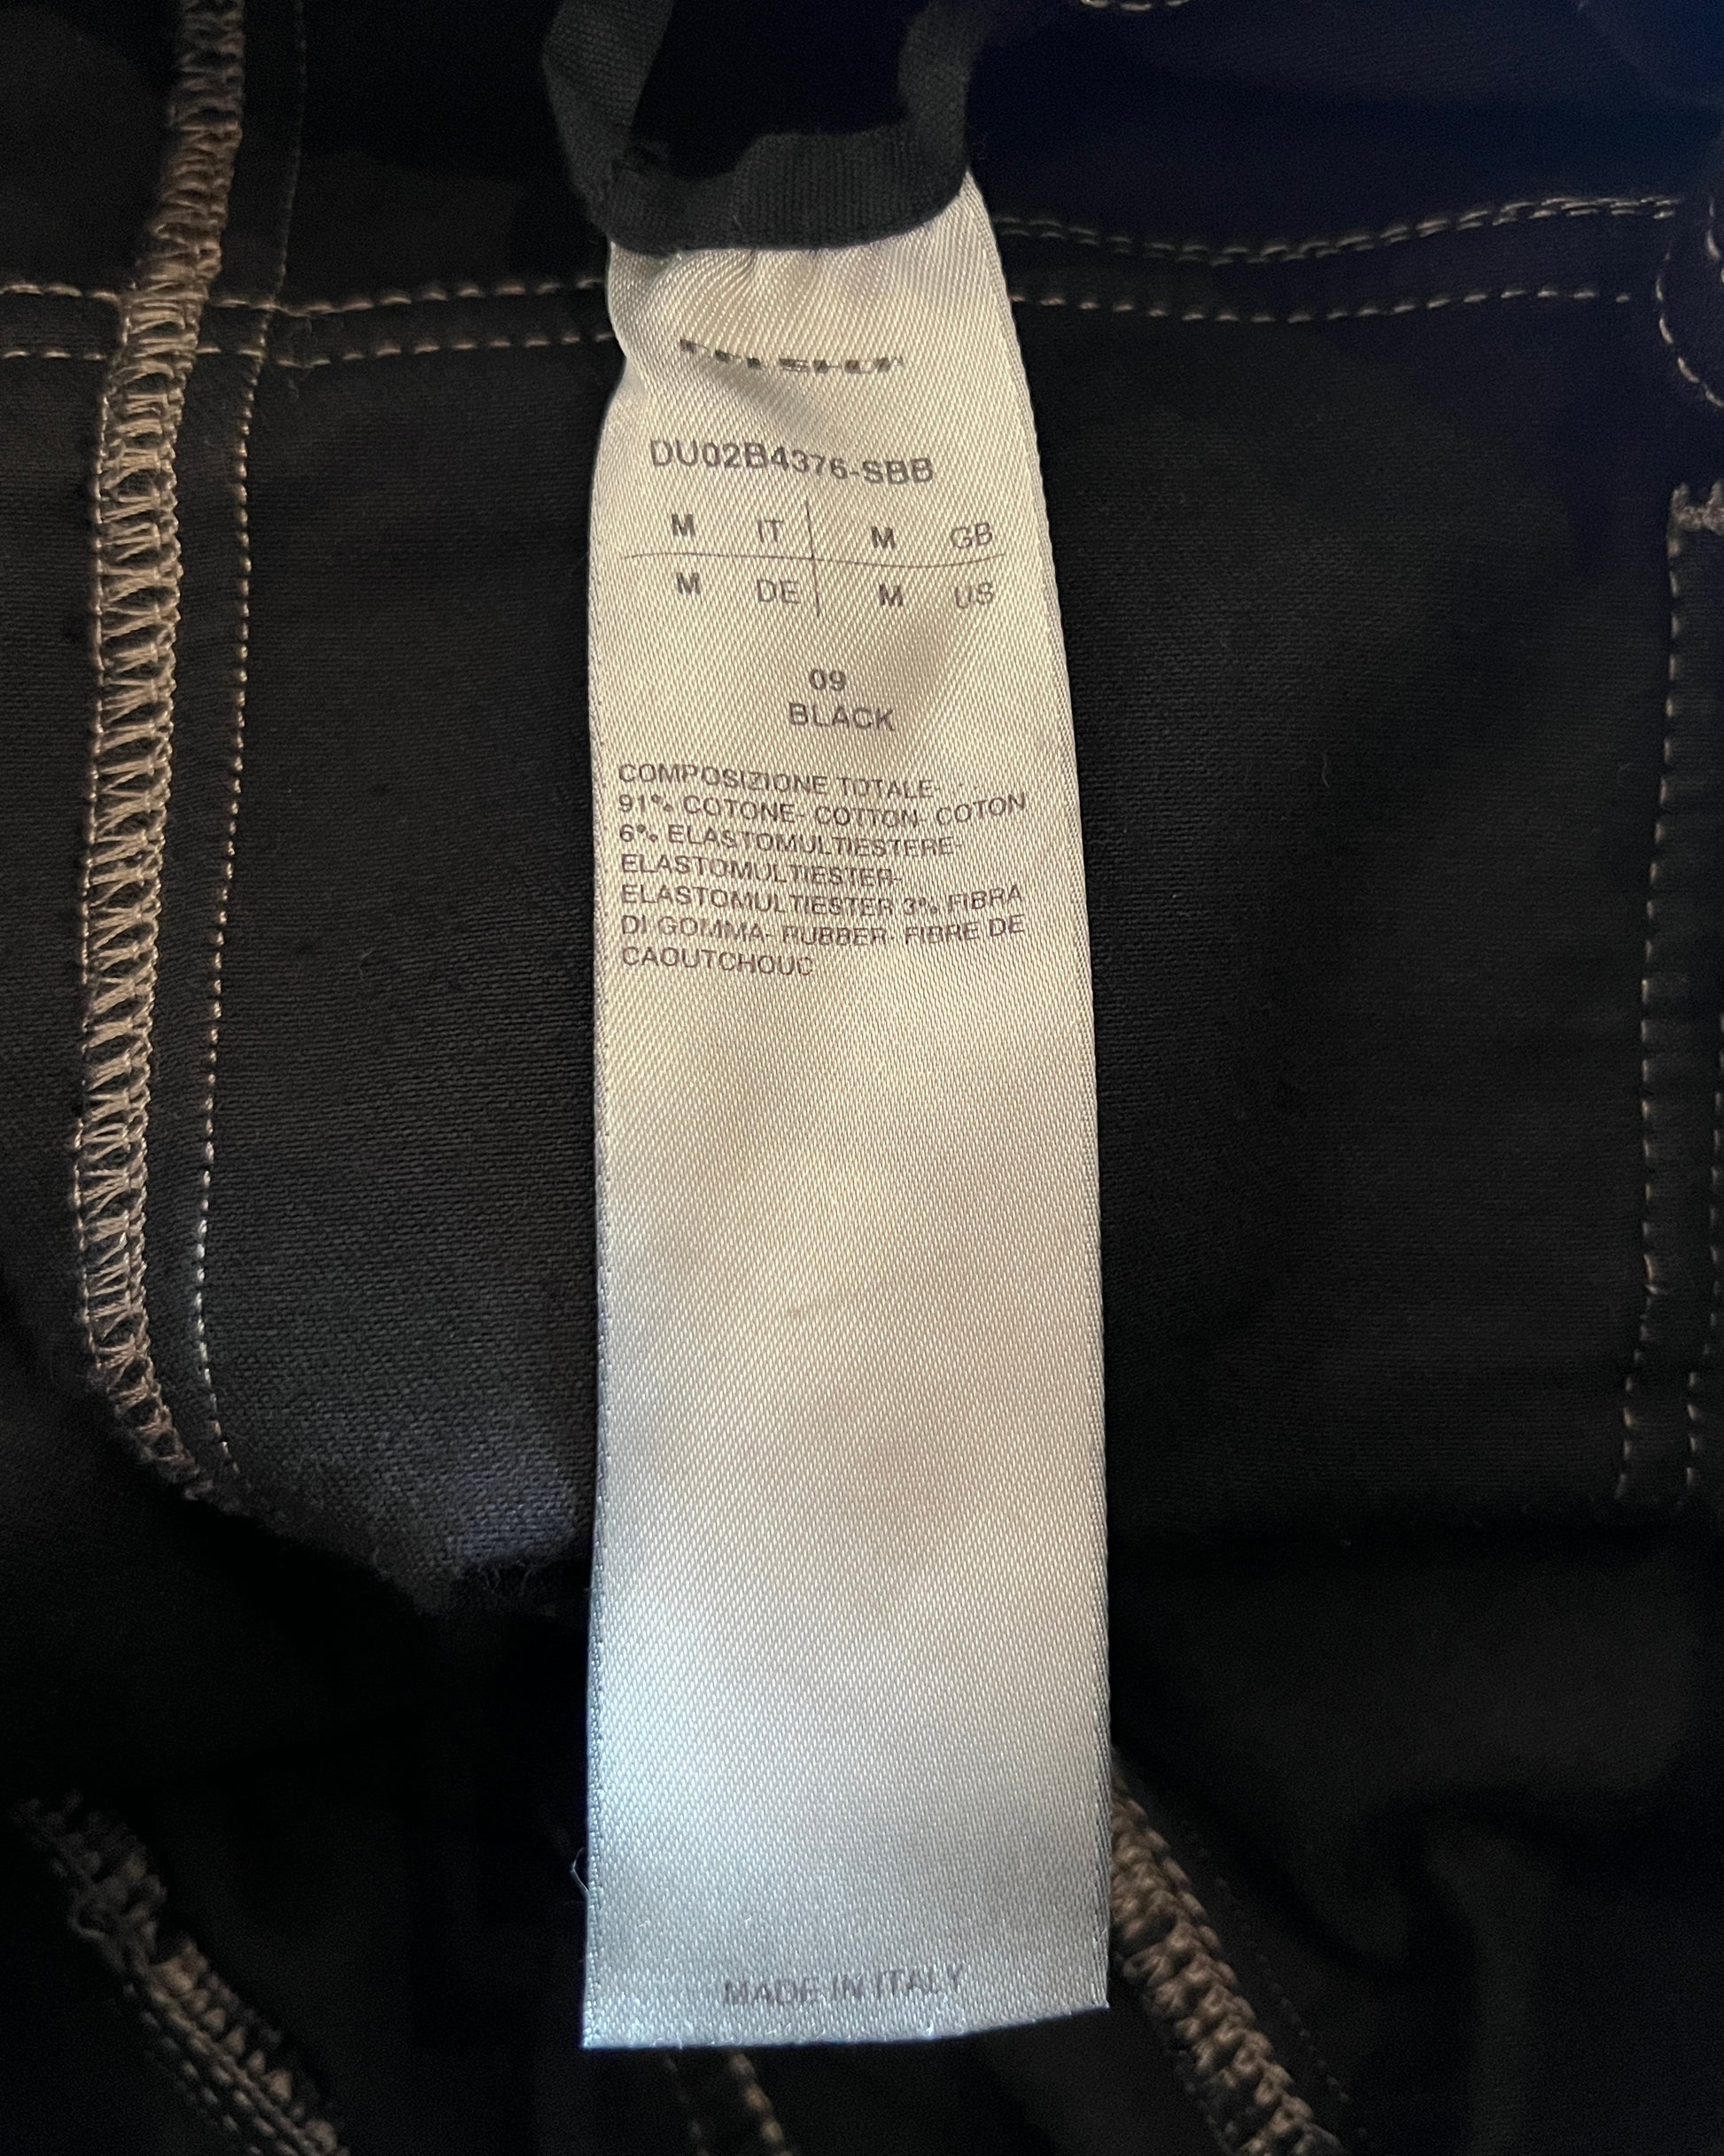 DU02B4376-SBB
M IT M GB
M DE M US
09
BLACK
COMPOSIZIONE TOTALE-
91% COTONE- COTTON- COTON
6% ELASTOMULTIESTERE-
ELASTOMULTIESTER-
ELASTOMULTIESTER 3% FIBRA
DI GOMMA- RUBBER- FIBRE DE
CAOUTCHOUC
MADE IN ITALY